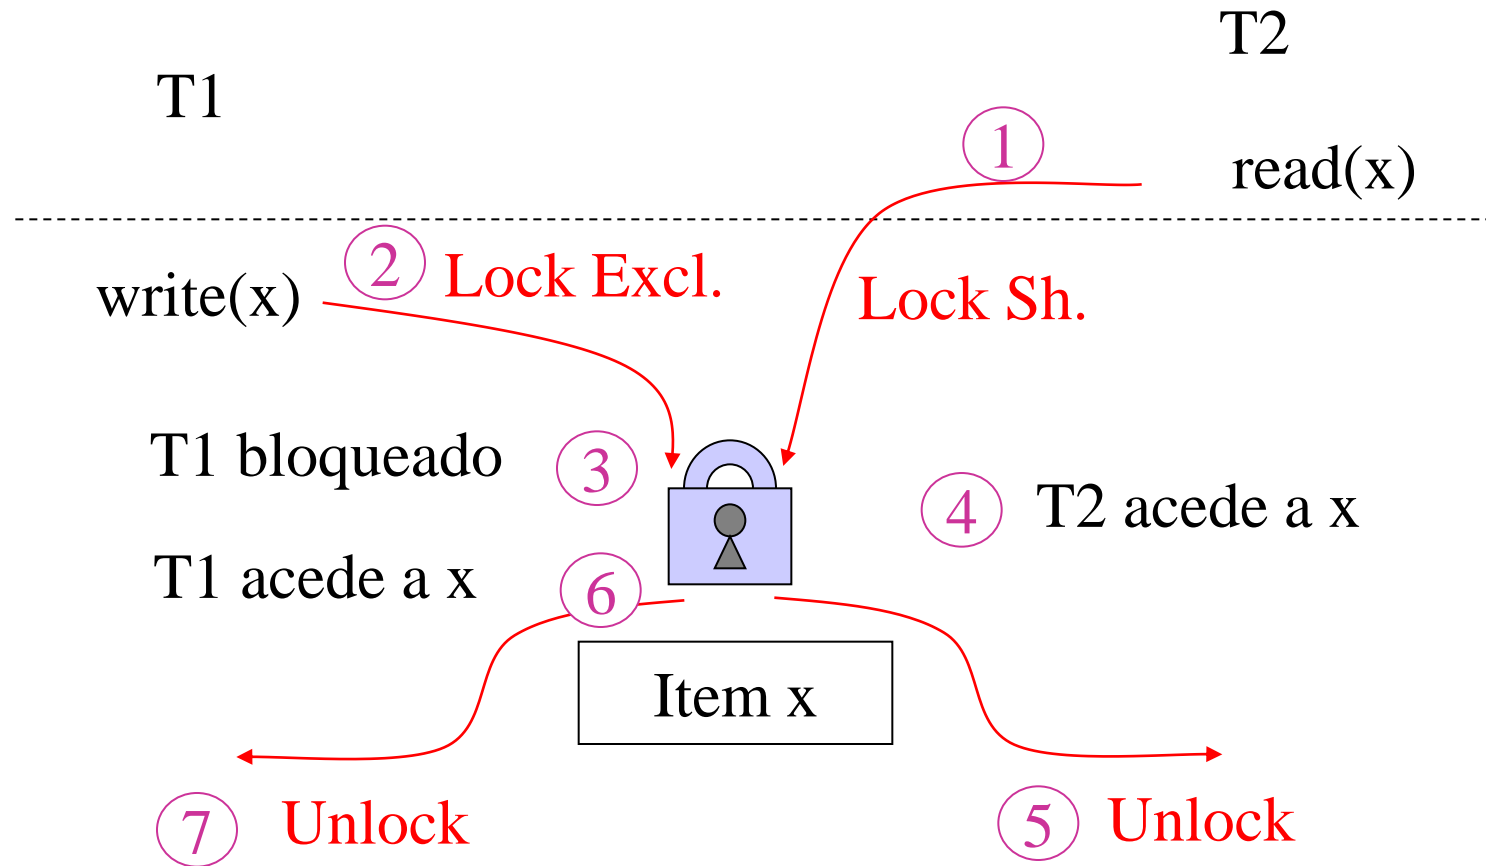 T2
T1
1
read(x)
2 Lock Excl.
write(x)
Lock Sh.
T1 bloqueado 3
4 T2 acede a x
T1 acede a x 6
Item x
7 Unlock
5 Unlock